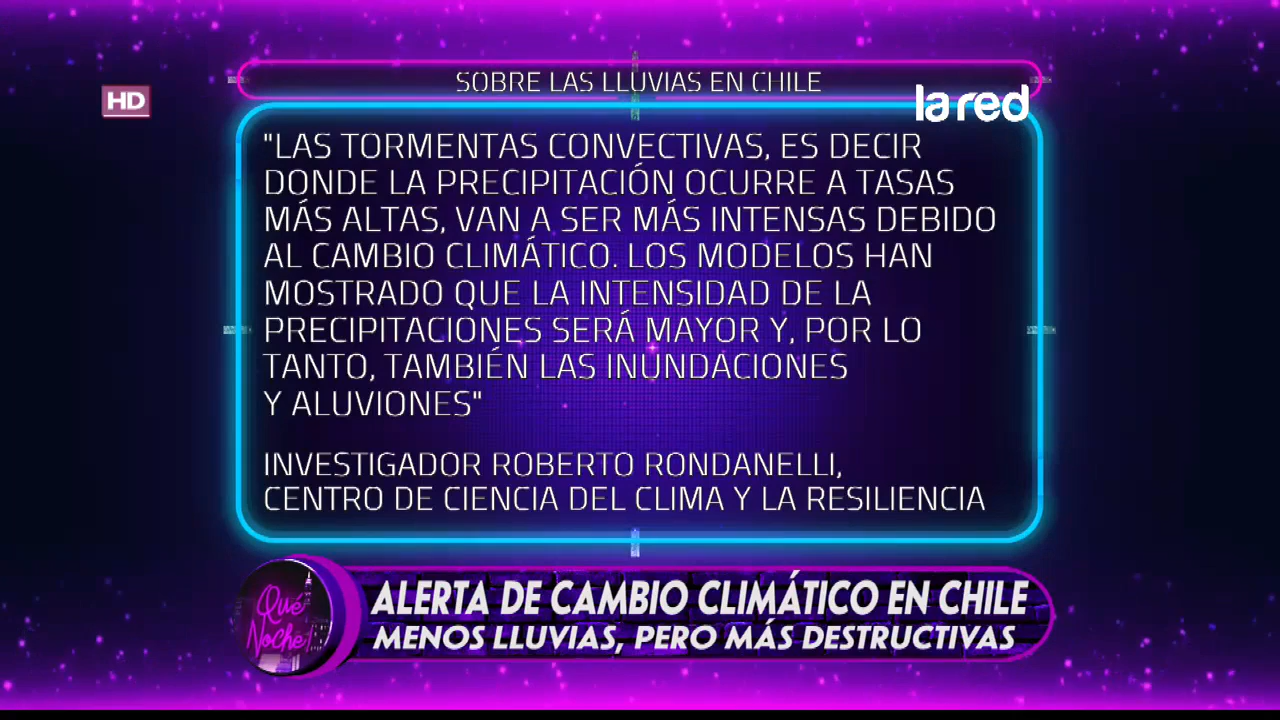 SOBRE LAS LLUVIAS EN CHILE
HD
la red
"LAS TORMENTAS CONVECTIVAS, ES DECIR
DONDE LA PRECIPITACIÓN OCURRE A TASAS
MÁS ALTAS, VAN A SER MÁS INTENSAS DEBIDO
AL CAMBIO CLIMÁTICO. LOS MODELOS HAN
MOSTRADO QUE LA INTENSIDAD DE LA
PRECIPITACIONES SERÁ MAYOR Y, POR LO
TANTO, TAMBIÉN LAS INUNDACIONES
Y ALUVIONES"
INVESTIGADOR ROBERTO RONDANELLI,
CENTRO DE CIENCIA DEL CLIMA Y LA RESILIENCIA
Qué
Noche!
ALERTA DE CAMBIO CLIMÁTICO EN CHILE
MENOS LLUVIAS, PERO MÁS DESTRUCTIVAS